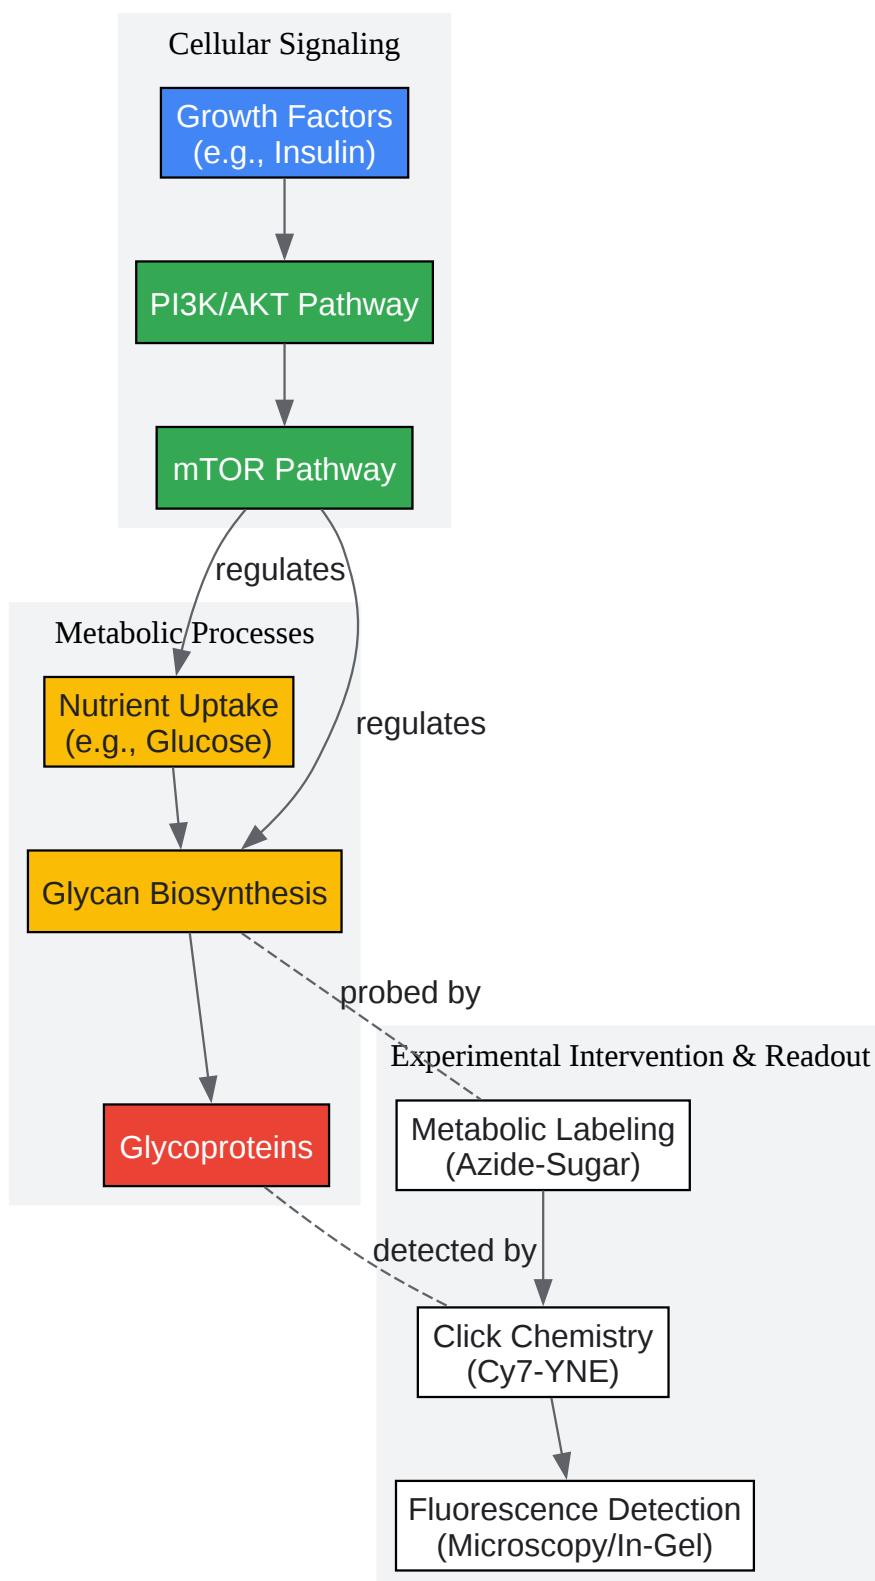 Cellular Signaling
Growth Factors
(e.g., Insulin)
PI3K/AKT Pathway
mTOR Pathway
regulates
Metabolic Processes
Nutrient Uptake
(e.g., Glucose)
regulates
Glycan Biosynthesis
probed by
Experimental Intervention & Readout
Metabolic Labeling
(Azide-Sugar)
Glycoproteins
detected by
Click Chemistry
(Cy7-YNE)
Fluorescence Detection
(Microscopy/In-Gel)